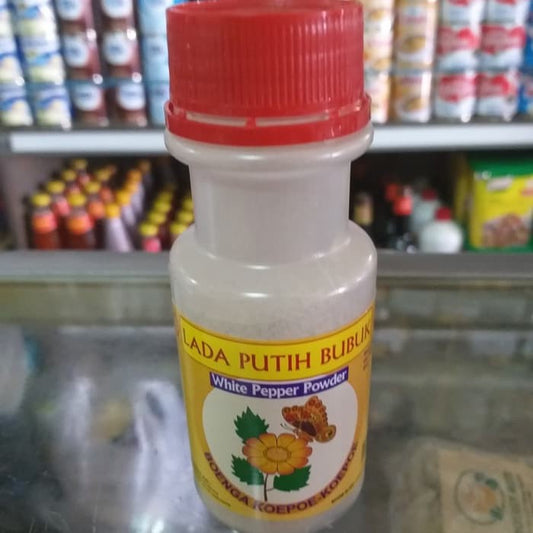 LADA PUTIH BUBUK
White Pepper Powder
BOENGA KOEPOE-KOEPOE